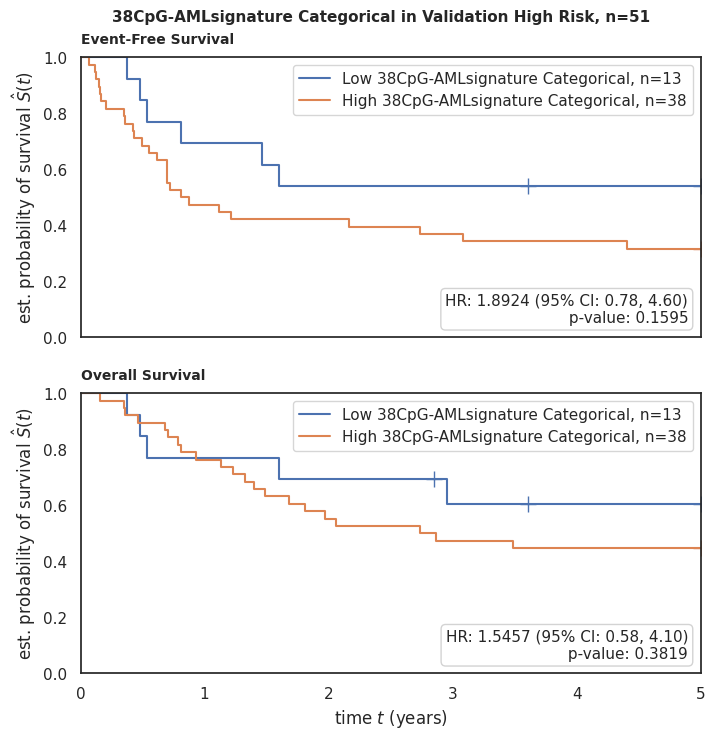 38CpG-AMLsignature Categorical in Validation High Risk, n=51
Event-Free Survival
1.0
0.8
0.6
0.4
0.2
0.0
est. probability of survival Ŝ(t)
Low 38CpG-AMLsignature Categorical, n=13
High 38CpG-AMLsignature Categorical, n=38
HR: 1.8924 (95% CI: 0.78, 4.60)
p-value: 0.1595
Overall Survival
1.0
0.8
0.6
0.4
0.2
0.0
est. probability of survival Ŝ(t)
Low 38CpG-AMLsignature Categorical, n=13
High 38CpG-AMLsignature Categorical, n=38
HR: 1.5457 (95% CI: 0.58, 4.10)
p-value: 0.3819
0 1 2 3 4 5
time t (years)